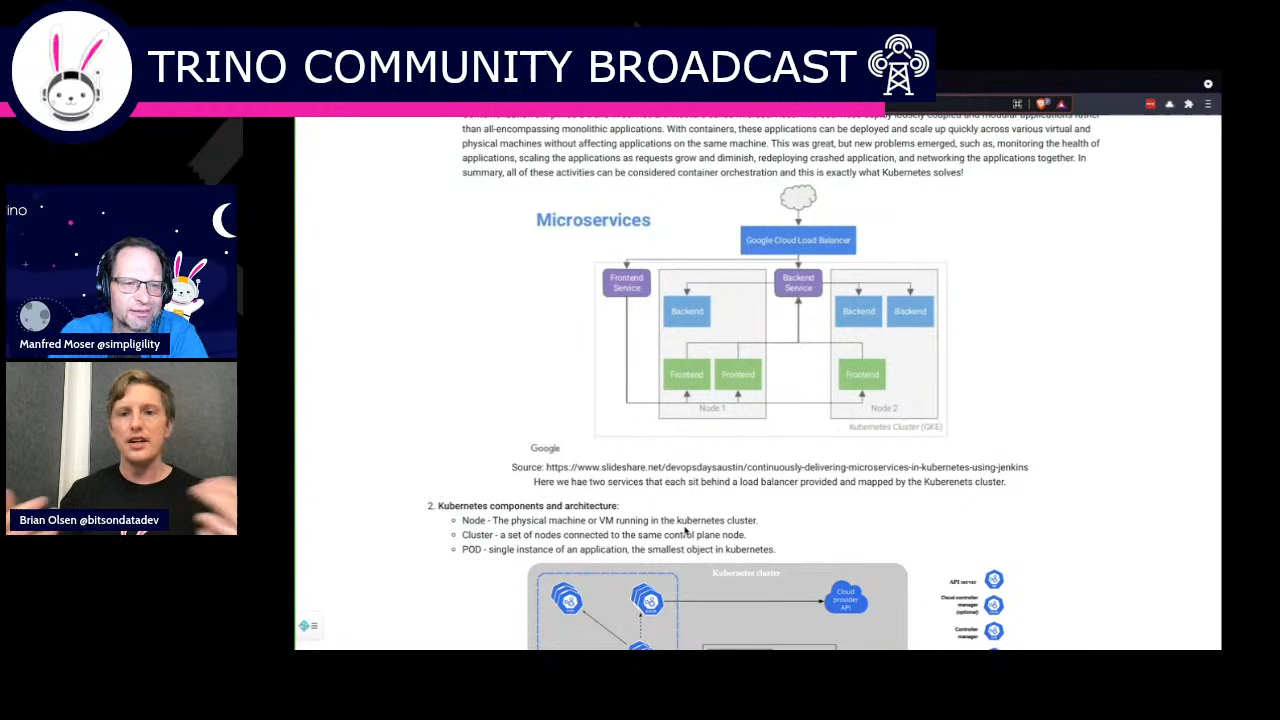 TRINO COMMUNITY BROADCAST
than all-encompassing monolithic applications. With containers, these applications can be deployed and scale up quickly across various virtual and
physical machines without affecting applications on the same machine. This was great, but new problems emerged, such as, monitoring the health of
applications, scaling the applications as requests grow and diminish, redeploying crashed application, and networking the applications together. In
summary, all of these activities can be considered container orchestration and this is exactly what Kubernetes solves!
Microservices
Google Cloud Load Balancer
Frontend
Service
Backend
Service
Backend
Backend
Backend
Frontend
Frontend
Frontend
Node 1
Node 2
Kubernetes Cluster (GKE)
Google
Source: https://www.slideshare.net/devopsdaysaustin/continuously-delivering-microservices-in-kubernetes-using-jenkins
Here we hae two services that each sit behind a load balancer provided and mapped by the Kuberenets cluster.
2. Kubernetes components and architecture:
Node - The physical machine or VM running in the kubernetes cluster.
Cluster - a set of nodes connected to the same control plane node.
POD - single instance of an application, the smallest object in kubernetes.
Kubernetes cluster
Cloud
provider
API
API server
Cloud controller
manager
(optional)
Controller
manager
ino
Manfred Moser @simpligility
Brian Olsen @bitsondatadev